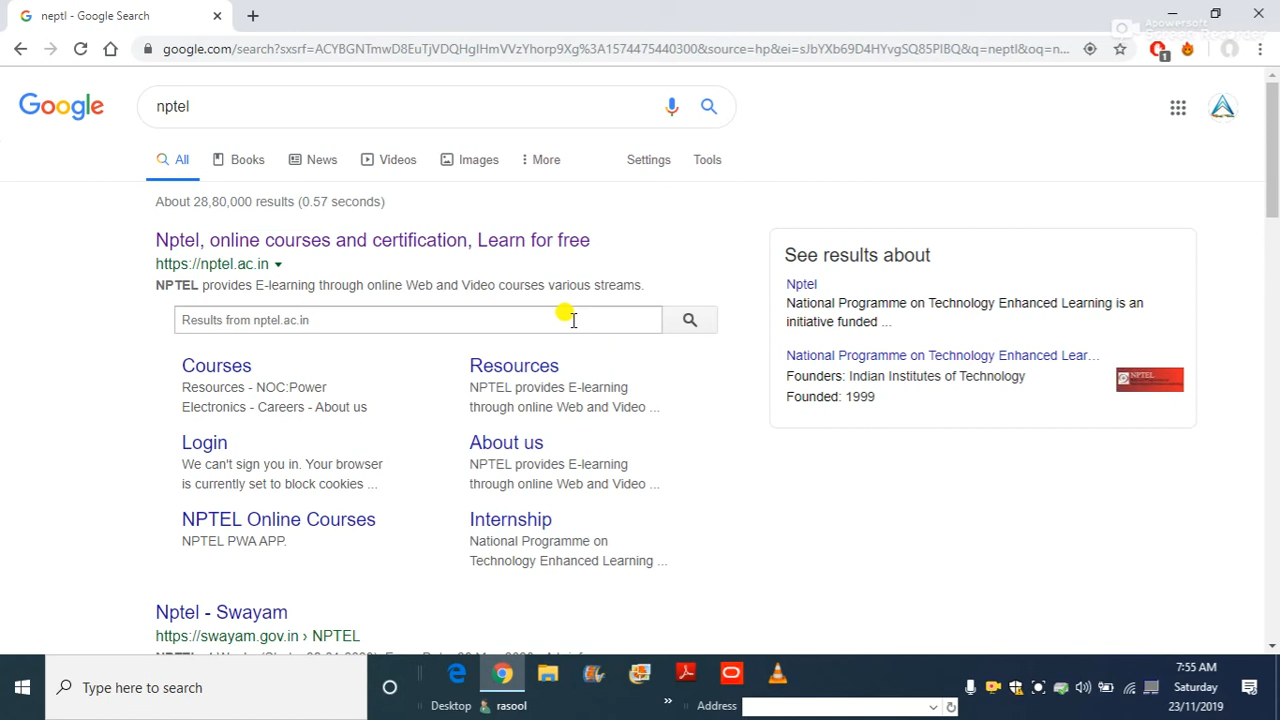 neptl - Google Search
Apowersoft
Screen Recorder
google.com/search?sxsrf=ACYBGNTmwD8EuTjVDQHgIHmVVzYhorp9Xg%3A1574475440300&source=hp&ei=sJbYXb69D4HYvgSQ85PIBQ&q=neptl&oq=n...
1
Google
nptel
All Books News Videos Images More Settings Tools
About 28,80,000 results (0.57 seconds)
Nptel, online courses and certification, Learn for free
https://nptel.ac.in
NPTEL provides E-learning through online Web and Video courses various streams.
Results from nptel.ac.in
Courses
Resources - NOC:Power
Electronics - Careers - About us
Resources
NPTEL provides E-learning
through online Web and Video ...
Login
We can't sign you in. Your browser
is currently set to block cookies ...
About us
NPTEL provides E-learning
through online Web and Video ...
NPTEL Online Courses
NPTEL PWA APP.
Internship
National Programme on
Technology Enhanced Learning ...
Nptel - Swayam
https://swayam.gov.in › NPTEL
See results about
Nptel
National Programme on Technology Enhanced Learning is an
initiative funded ...
National Programme on Technology Enhanced Lear...
Founders: Indian Institutes of Technology
Founded: 1999
NPTEL
Type here to search
Desktop
rasool
»
Address
7:55 AM
Saturday
23/11/2019